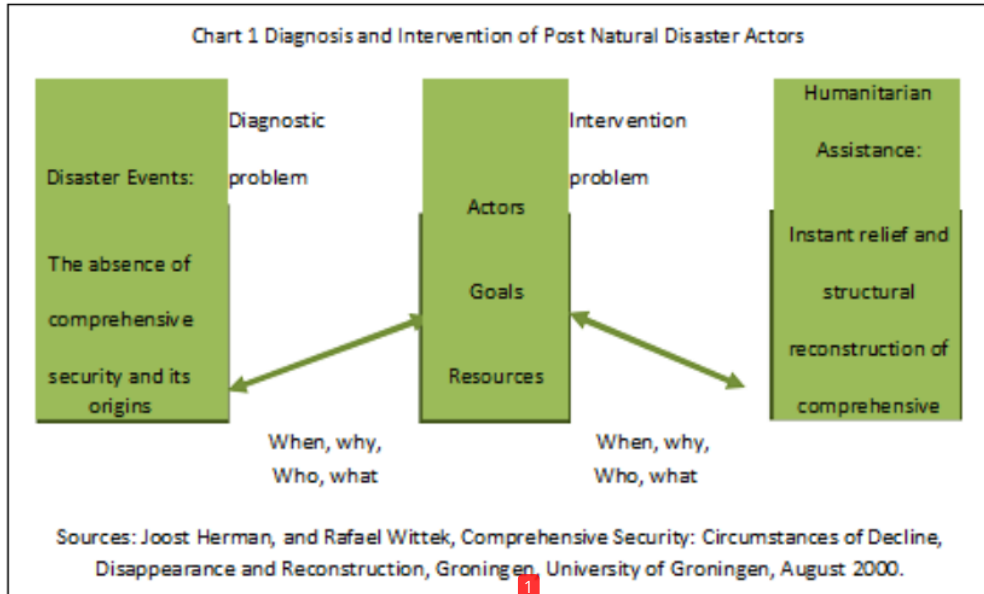 Chart 1 Diagnosis and Intervention of Post Natural Disaster Actors
Disaster Events:
The absence of
comprehensive
security and its
origins
Diagnostic
problem
When, why,
Who, what
Actors
Goals
Resources
Intervention
problem
When, why,
Who, what
Humanitarian
Assistance:
Instant relief and
structural
reconstruction of
comprehensive
Sources: Joost Herman, and Rafael Wittek, Comprehensive Security: Circumstances of Decline,
Disappearance and Reconstruction, Groningen, University of Groningen, August 2000.
1